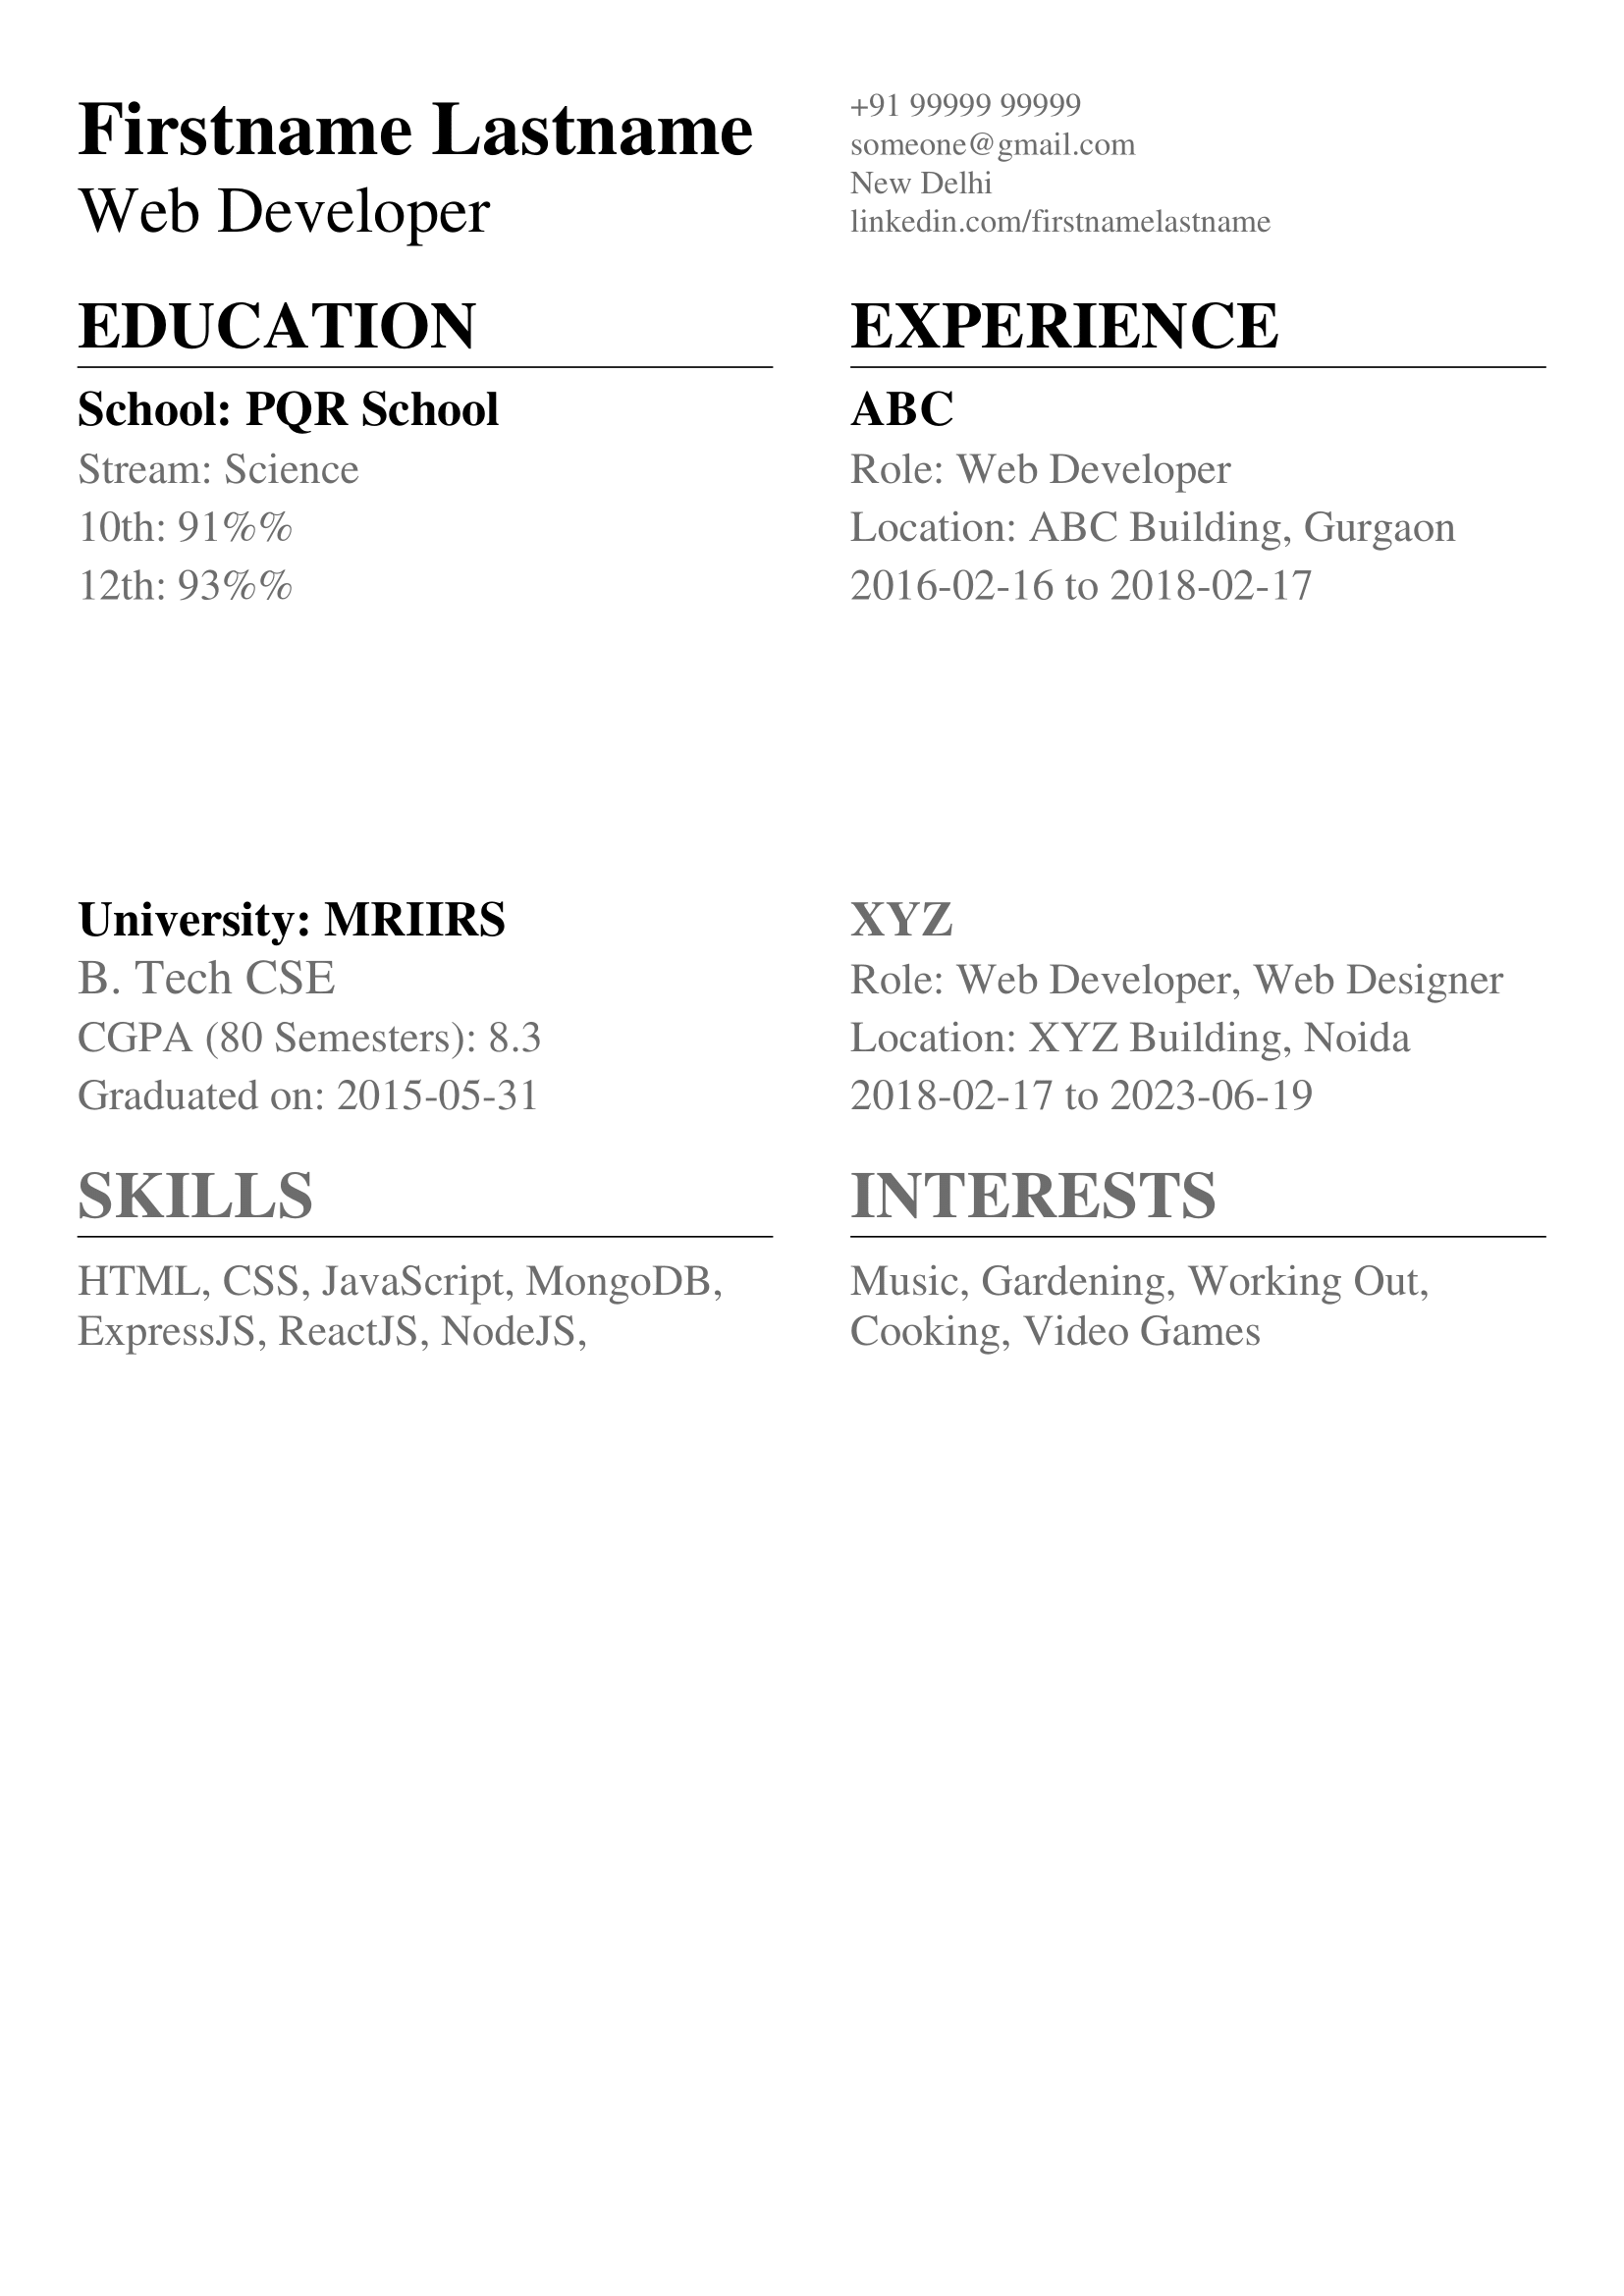 Firstname Lastname
Web Developer
+91 99999 99999
someone@gmail.com
New Delhi
linkedin.com/firstnamelastname
EDUCATION
School: PQR School
Stream: Science
10th: 91%%
12th: 93%%
University: MRIIRS
B. Tech CSE
CGPA (80 Semesters): 8.3
Graduated on: 2015-05-31
EXPERIENCE
ABC
Role: Web Developer
Location: ABC Building, Gurgaon
2016-02-16 to 2018-02-17
XYZ
Role: Web Developer, Web Designer
Location: XYZ Building, Noida
2018-02-17 to 2023-06-19
SKILLS
HTML, CSS, JavaScript, MongoDB,
ExpressJS, ReactJS, NodeJS,
INTERESTS
Music, Gardening, Working Out,
Cooking, Video Games